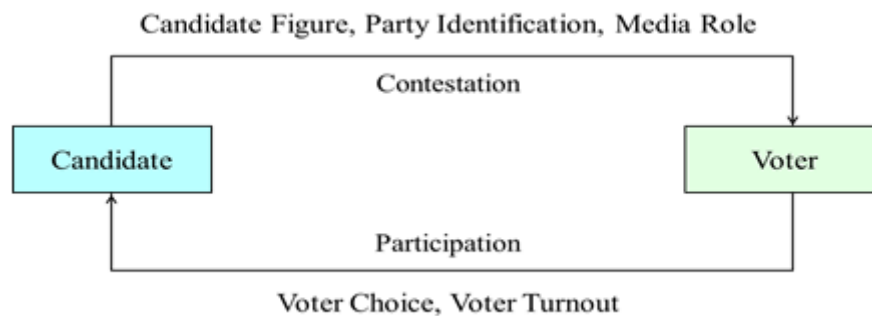 Candidate Figure, Party Identification, Media Role
Contestation
Candidate
Voter
Participation
Voter Choice, Voter Turnout